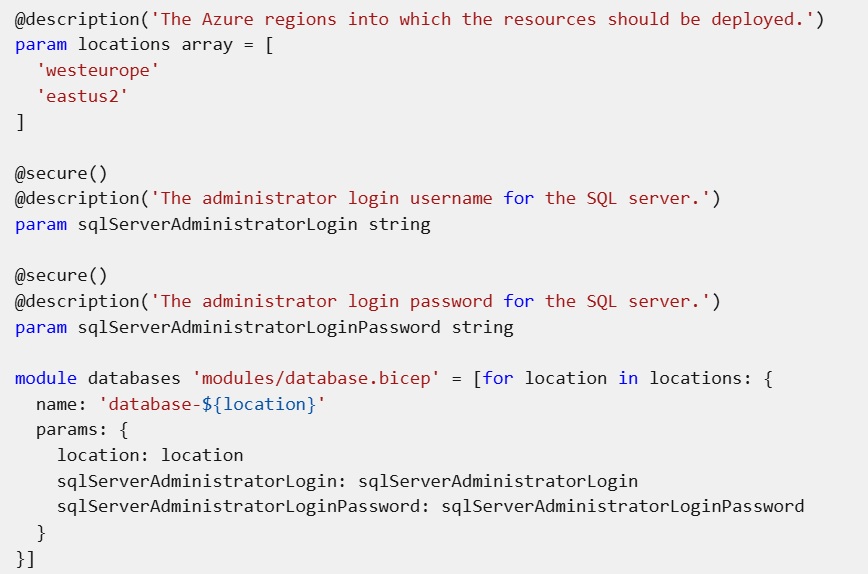 @description('The Azure regions into which the resources should be deployed.')
param locations array = [
  'westeurope'
  'eastus2'
]

@secure()
@description('The administrator login username for the SQL server.')
param sqlServerAdministratorLogin string

@secure()
@description('The administrator login password for the SQL server.')
param sqlServerAdministratorLoginPassword string

module databases 'modules/database.bicep' = [for location in locations: {
  name: 'database-${location}'
  params: {
    location: location
    sqlServerAdministratorLogin: sqlServerAdministratorLogin
    sqlServerAdministratorLoginPassword: sqlServerAdministratorLoginPassword
  }
}]